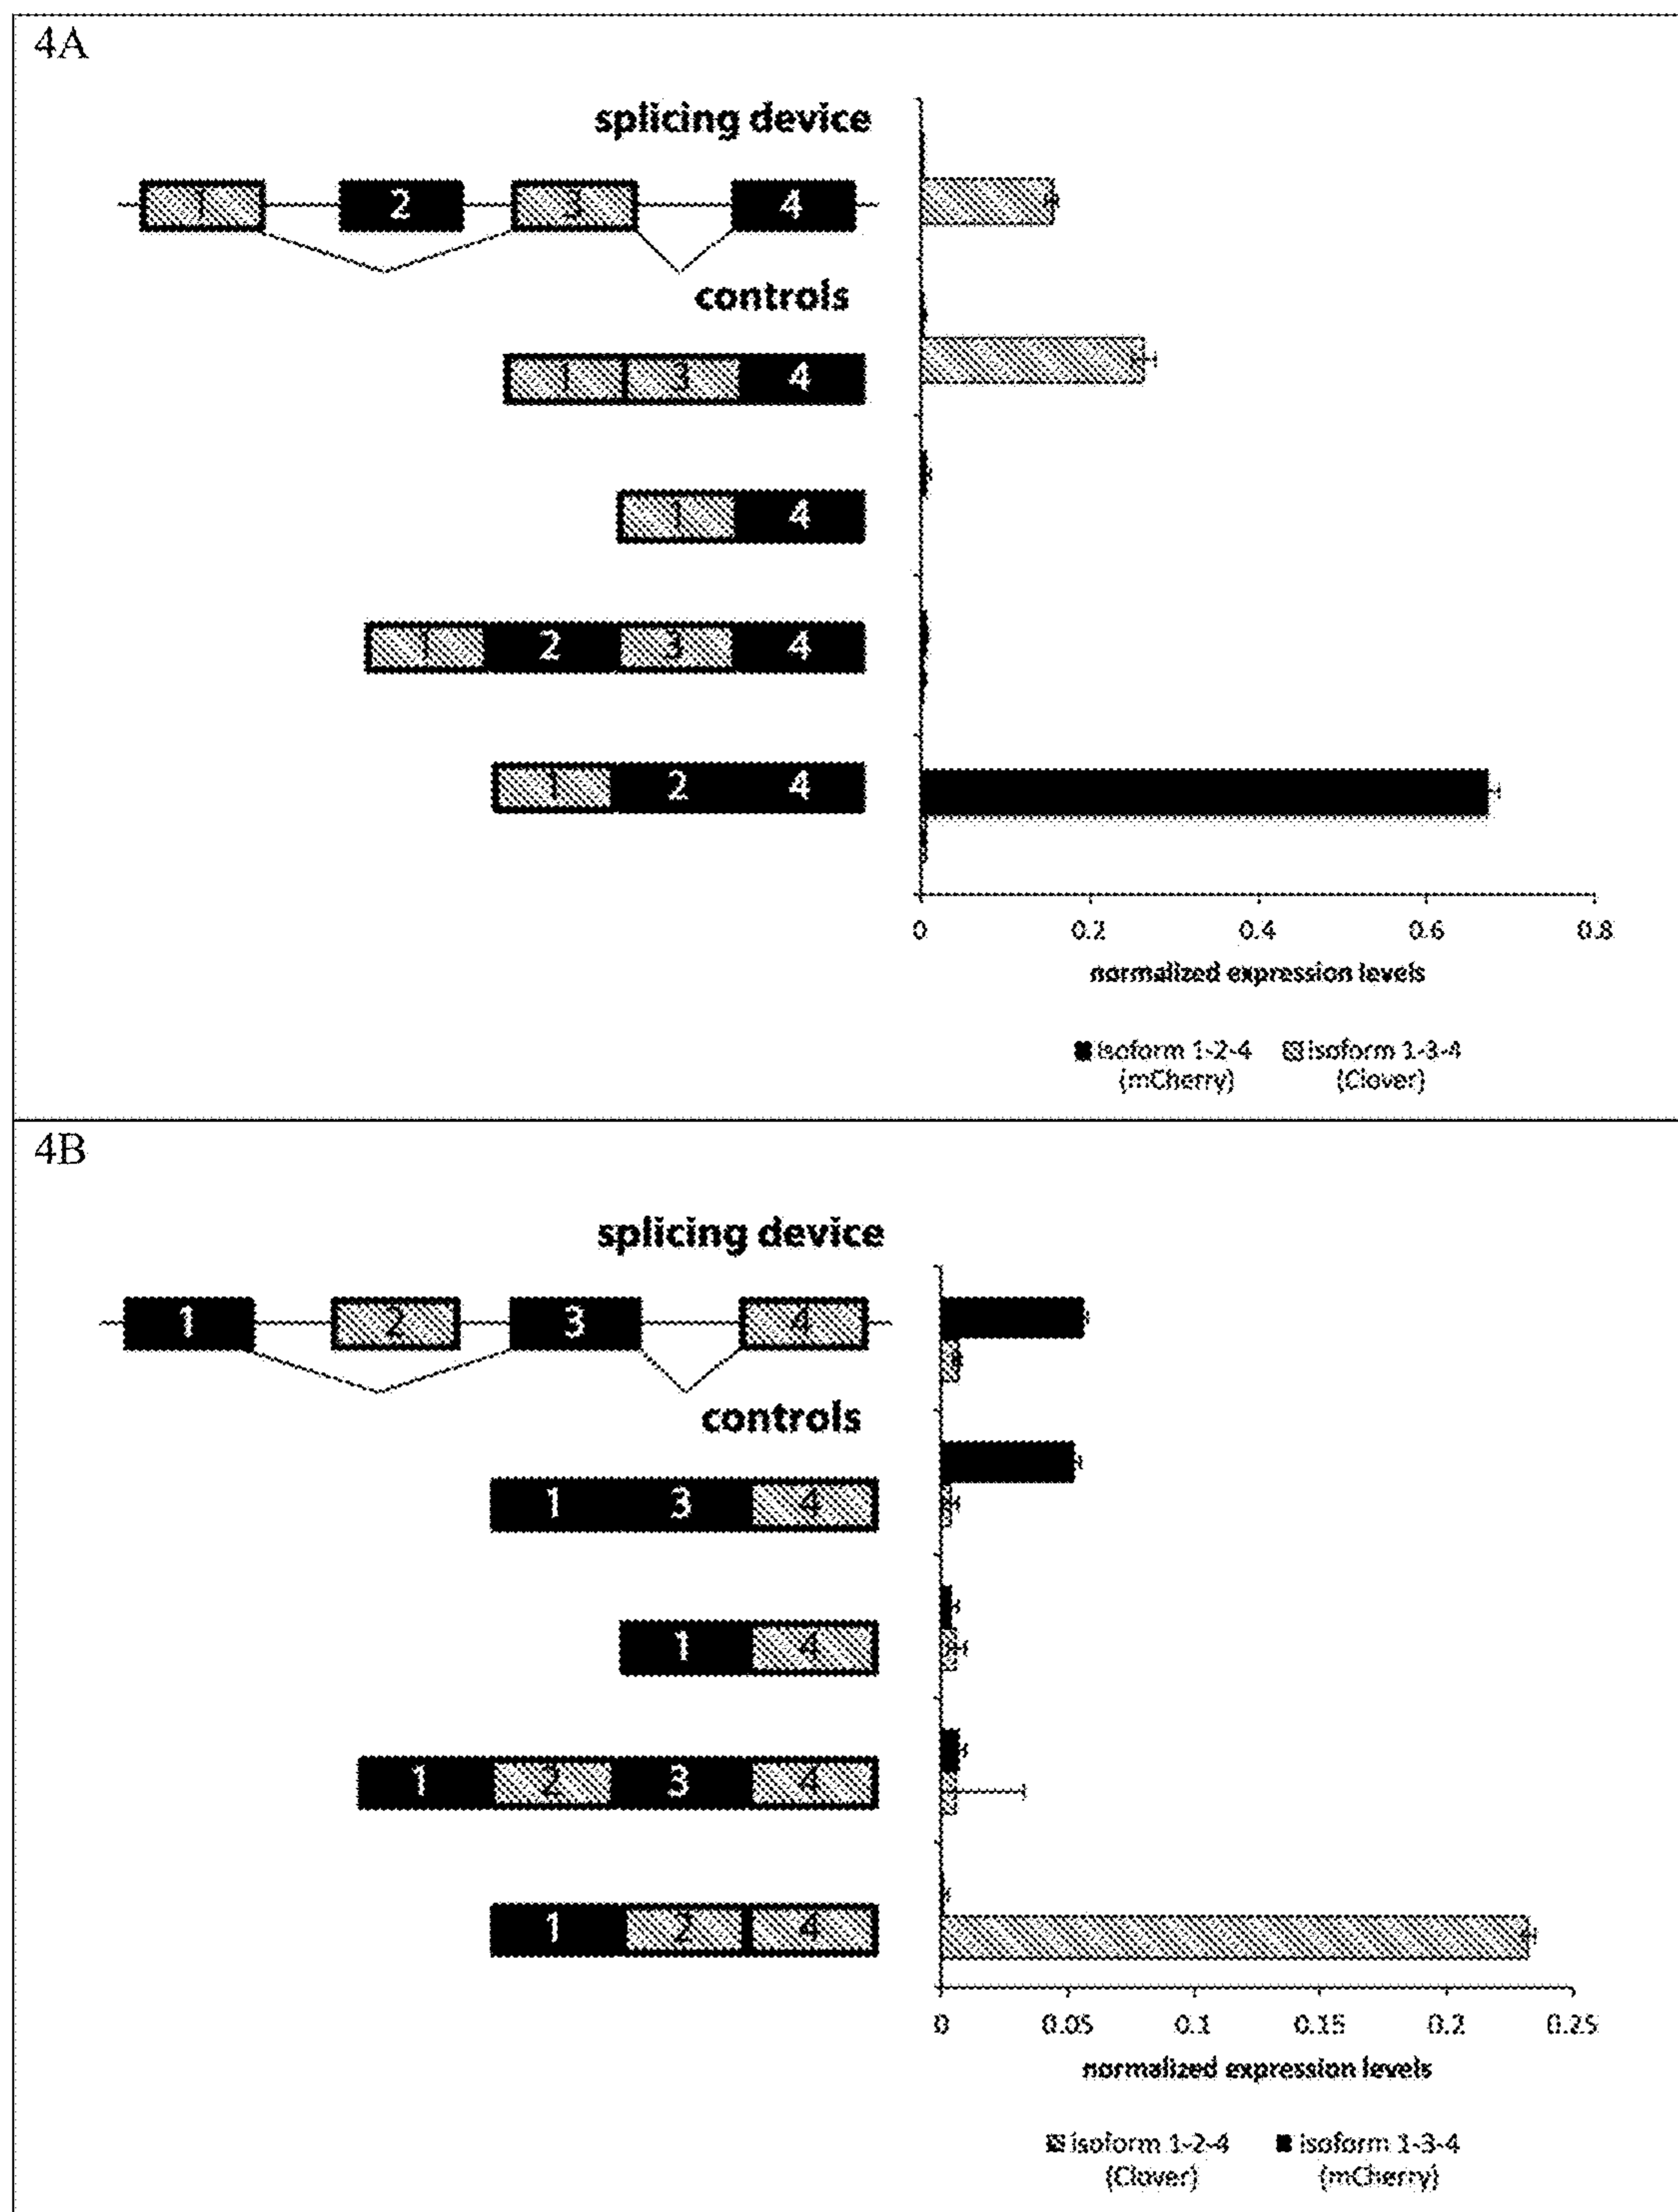 4A
splicing device
1 2 3 4
controls
1 3 4
1 4
1 2 3 4
1 2 4
0 0.2 0.4 0.6 0.8
normalized expression levels
isoform 1-2-4 isoform 1-3-4
(mCherry) (Clover)
4B
splicing device
1 2 3 4
controls
1 3 4
1 4
1 2 3 4
1 2 4
0 0.05 0.1 0.15 0.2 0.25
normalized expression levels
isoform 1-2-4 isoform 1-3-4
(Clover) (mCherry)